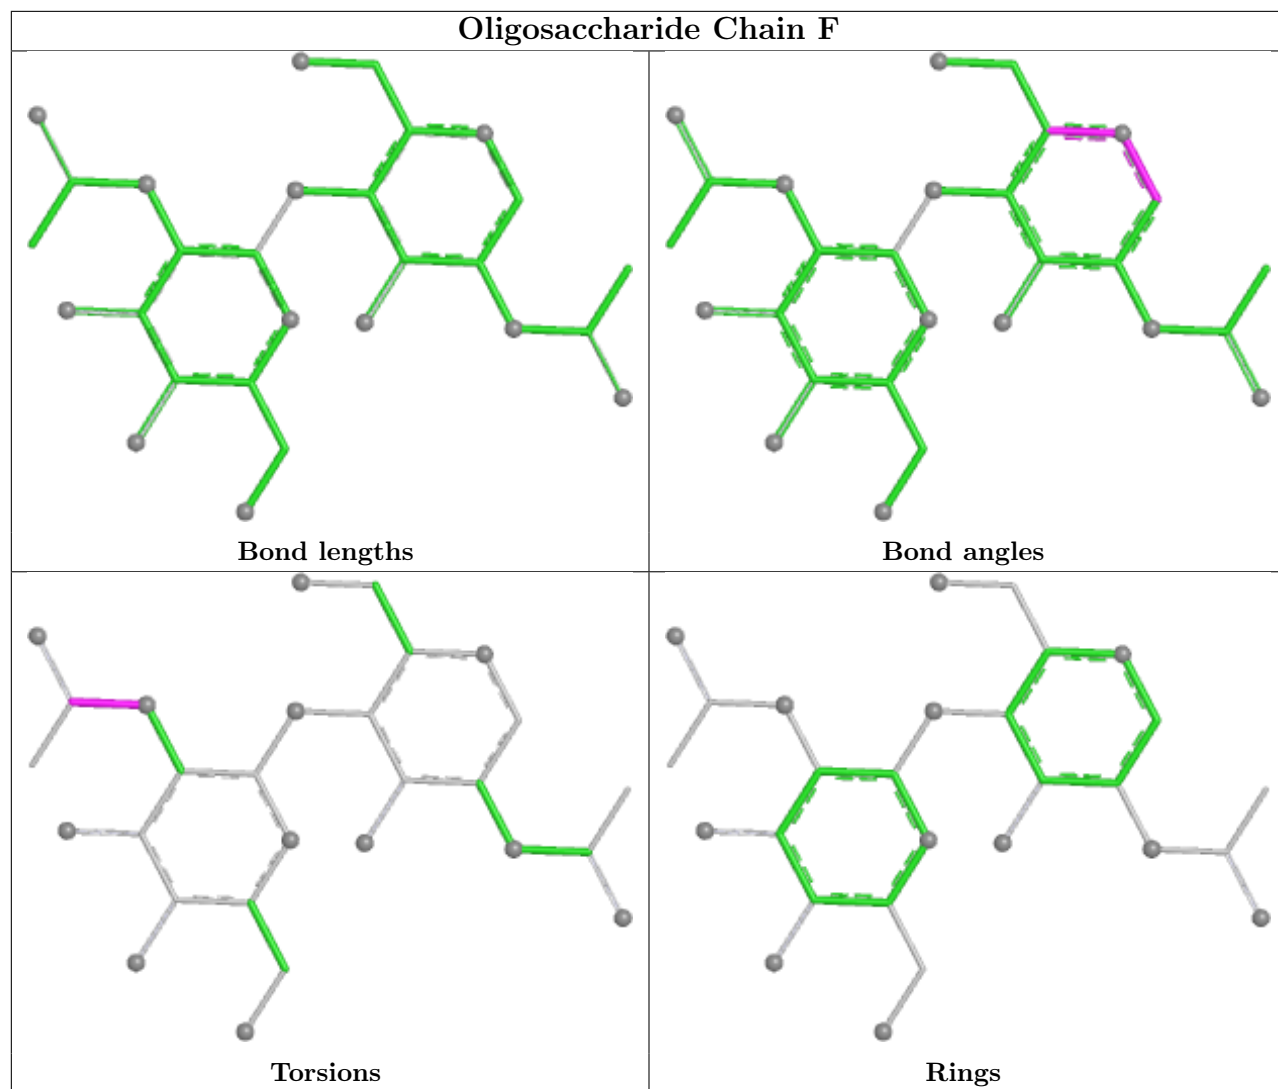 Oligosaccharide Chain F
Bond lengths
Bond angles
Torsions
Rings